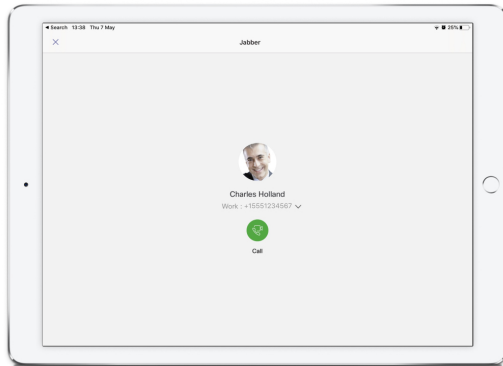 Search 13:38 Thu 7 May 25%
Jabber
Charles Holland
Work : +15551234567
Call